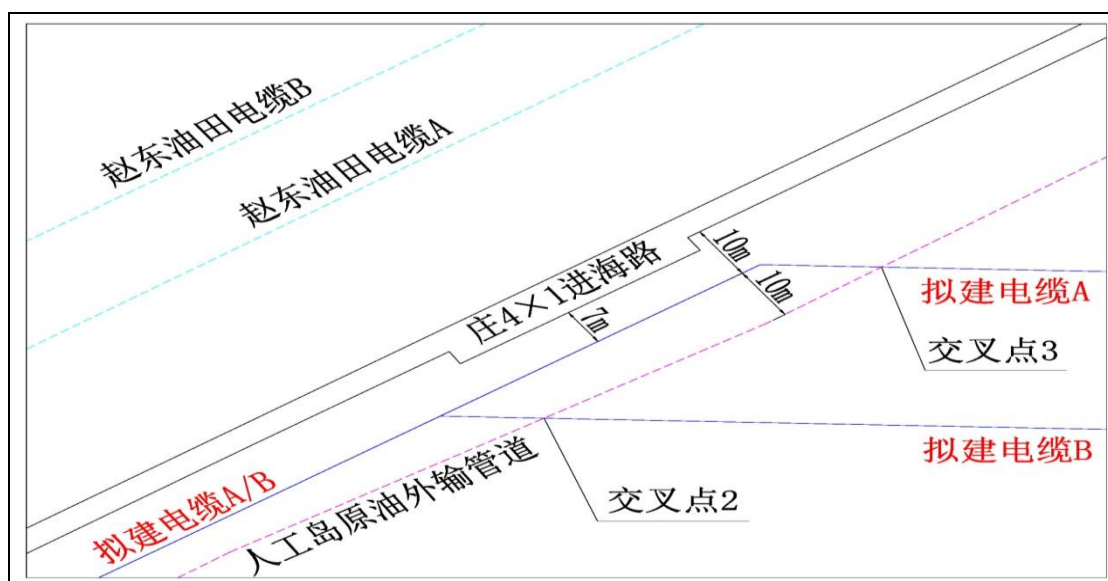 赵东油田电缆B
赵东油田电缆A
庄4×1进海路
10m
10m
7m
拟建电缆A
交叉点3
拟建电缆B
拟建电缆A/B
人工岛原油外输管道
交叉点2